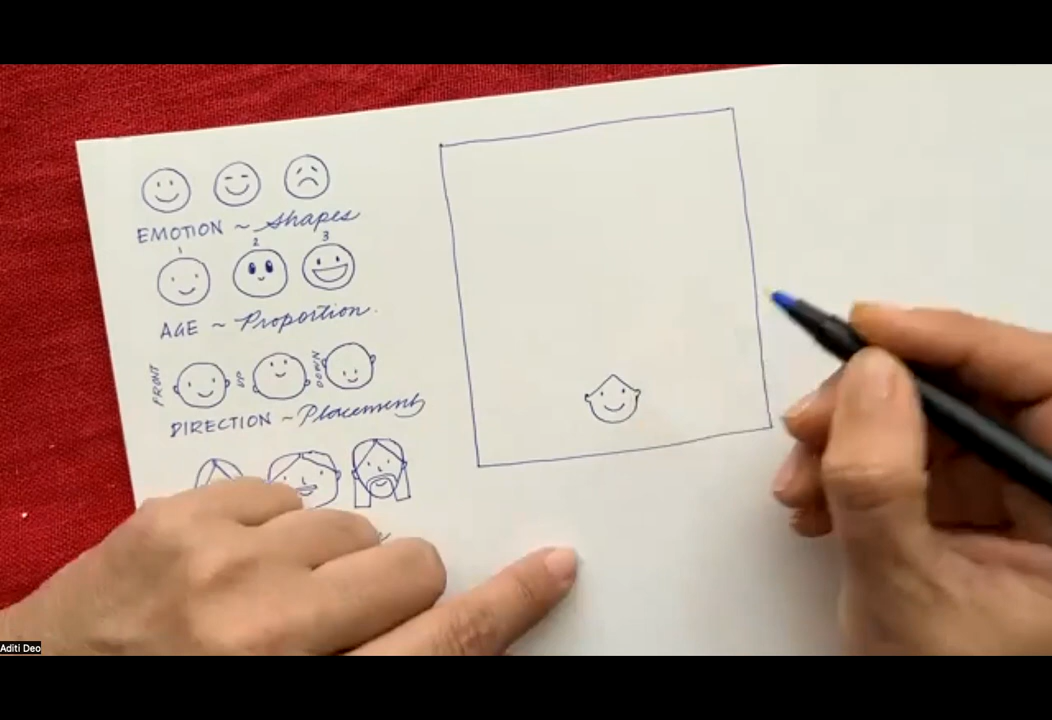 EMOTION ~ Shapes
1 2 3
AGE ~ Proportion.
FRONT UP DOWN
DIRECTION ~ Placement
Aditi Deo